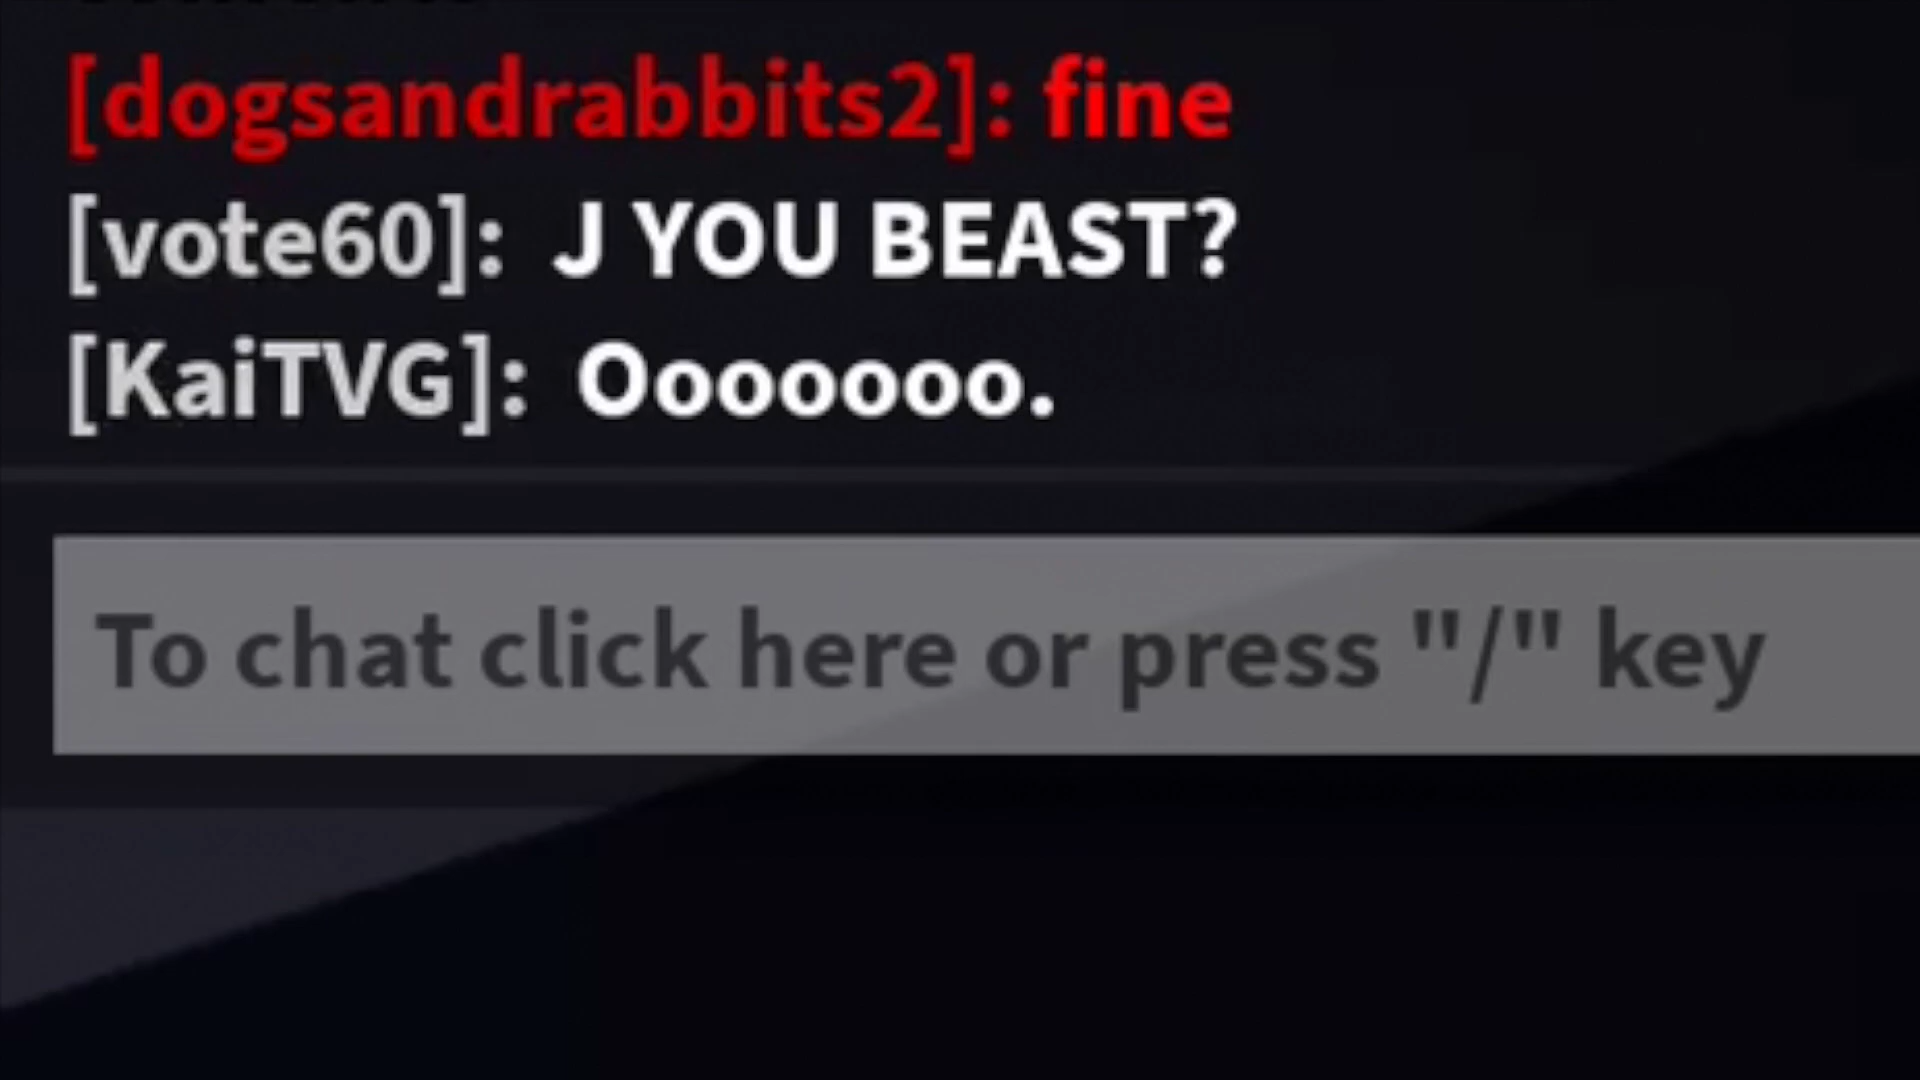 [dogsandrabbits2]: fine
[vote60]: J YOU BEAST?
[KaiTVG]: Ooooooo.
To chat click here or press "/" key